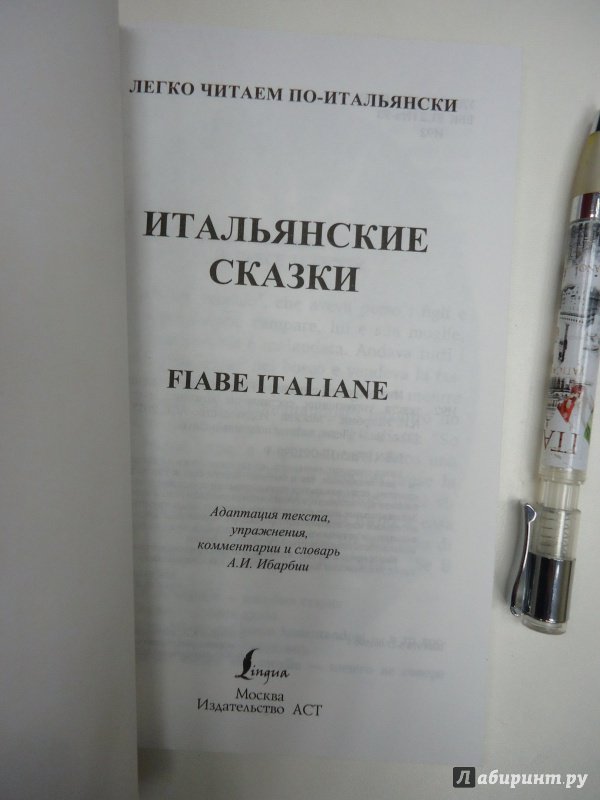 ЛЕГКО ЧИТАЕМ ПО-ИТАЛЬЯНСКИ
ИТАЛЬЯНСКИЕ
СКАЗКИ
FIABE ITALIANE
Адаптация текста,
упражнения,
комментарии и словарь
А.И. Ибарбии
Lingua
Москва
Издательство АСТ
Лабиринт.ру